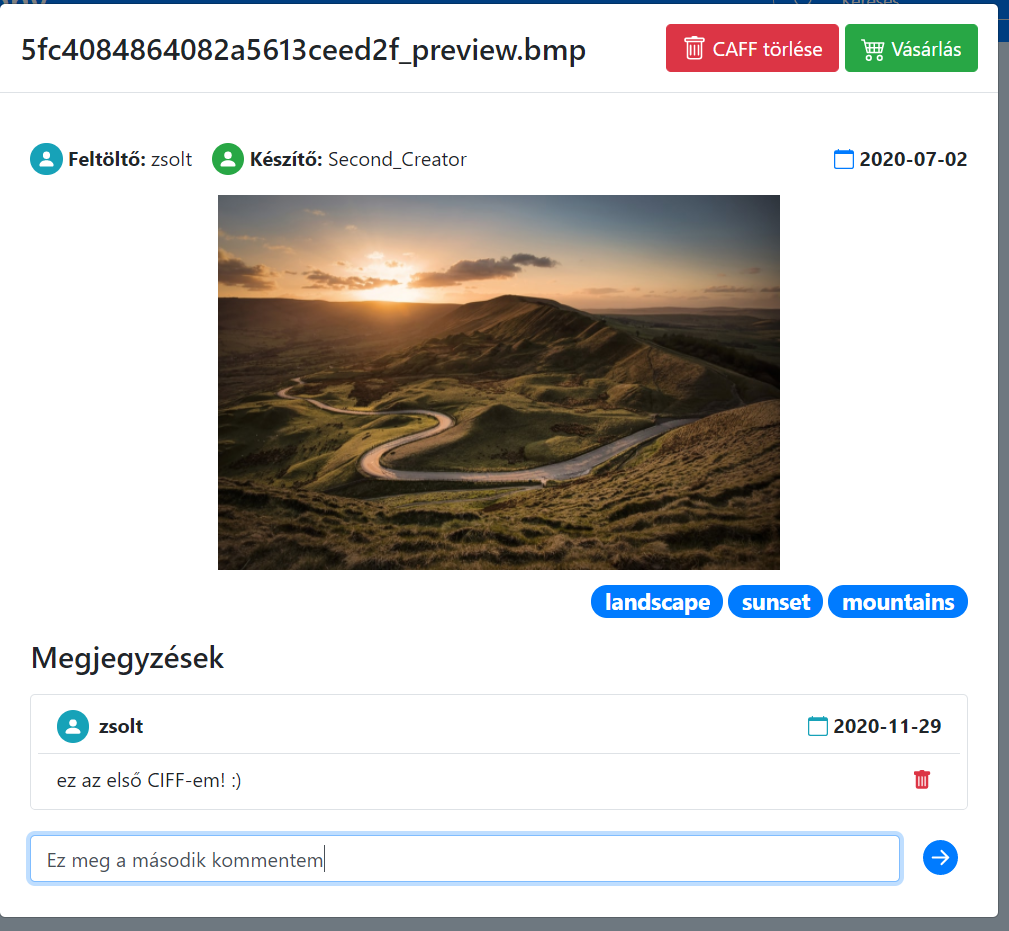 5fc4084864082a5613ceed2f_preview.bmp CAFF törlése Vásárlás
Feltöltő: zsolt Készítő: Second_Creator 2020-07-02
landscape sunset mountains
Megjegyzések
zsolt 2020-11-29
ez az első CIFF-em! :)
Ez meg a második kommentem